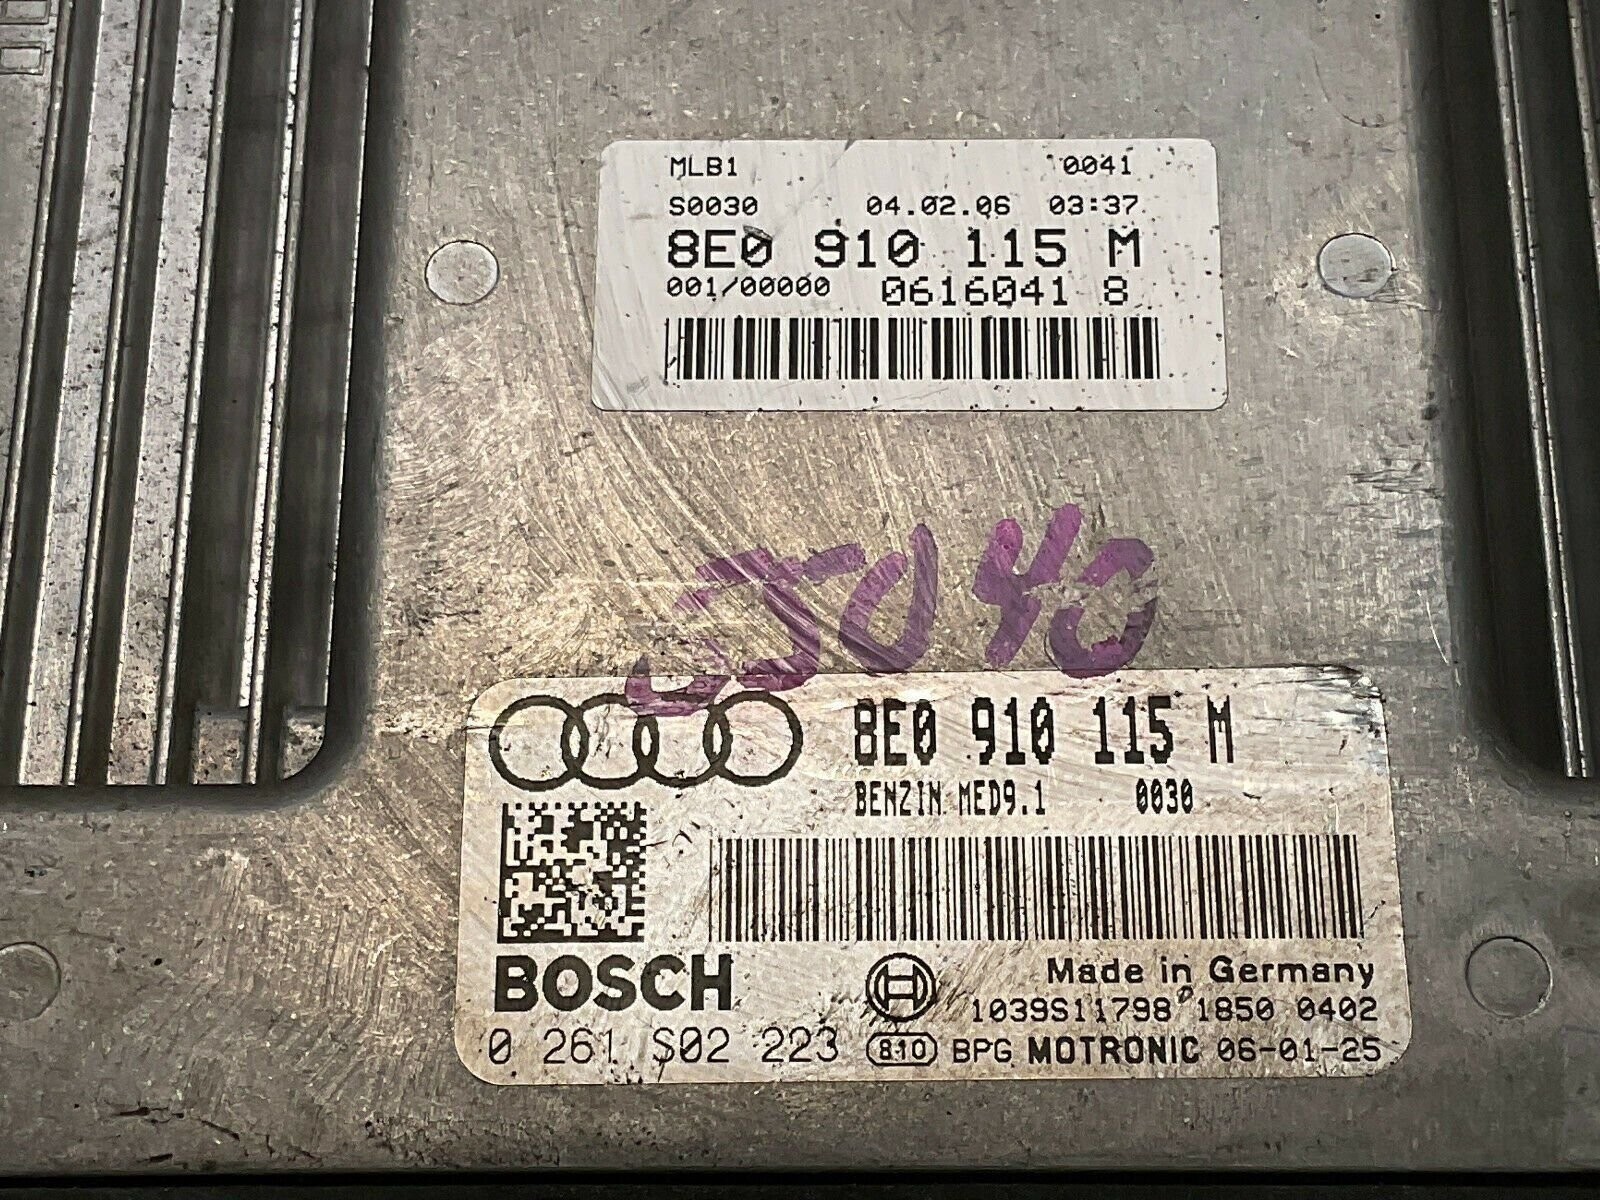 MLB1 0041
S0030 04.02.06 03:37
8E0 910 115 M
001/00000 0616041 8
8E0 910 115 M
BENZIN MED9.1 0030
BOSCH
Made in Germany
1039S11798 1850 0402
0 261 S02 223 810 BPG MOTRONIC 06-01-25